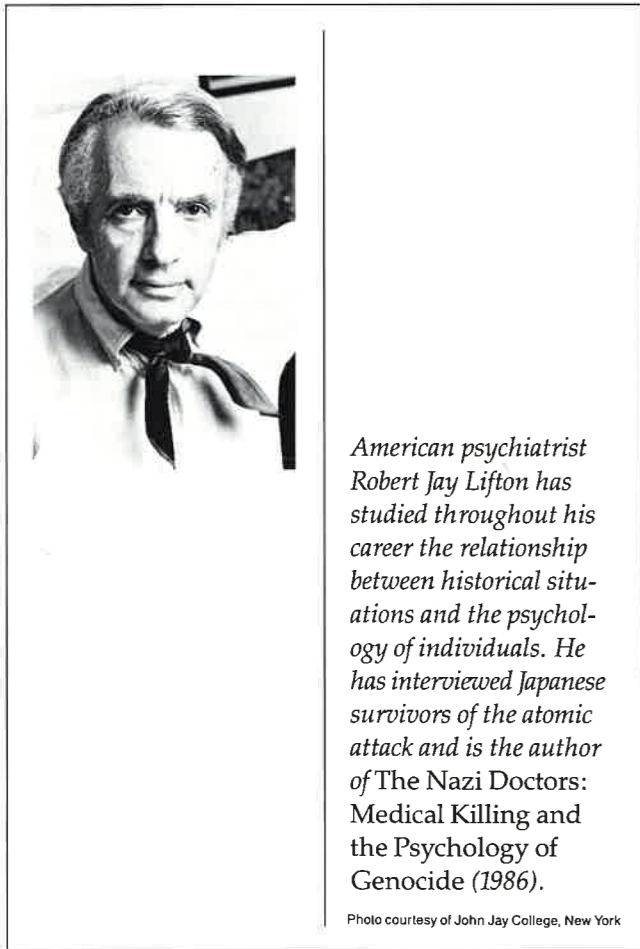 American psychiatrist
Robert Jay Lifton has
studied throughout his
career the relationship
between historical situ-
ations and the psychol-
ogy of individuals. He
has interviewed Japanese
survivors of the atomic
attack and is the author
of The Nazi Doctors:
Medical Killing and
the Psychology of
Genocide (1986).
Photo courtesy of John Jay College, New York